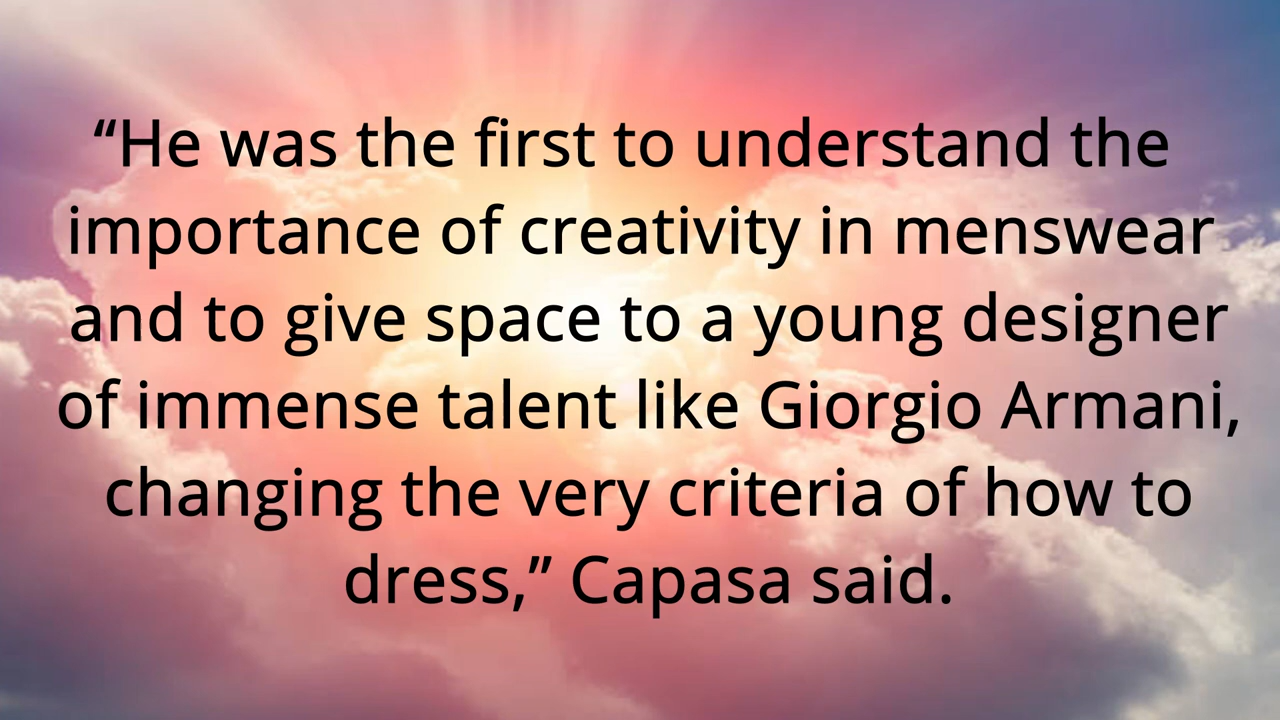 “He was the first to understand the
importance of creativity in menswear
and to give space to a young designer
of immense talent like Giorgio Armani,
changing the very criteria of how to
dress,” Capasa said.